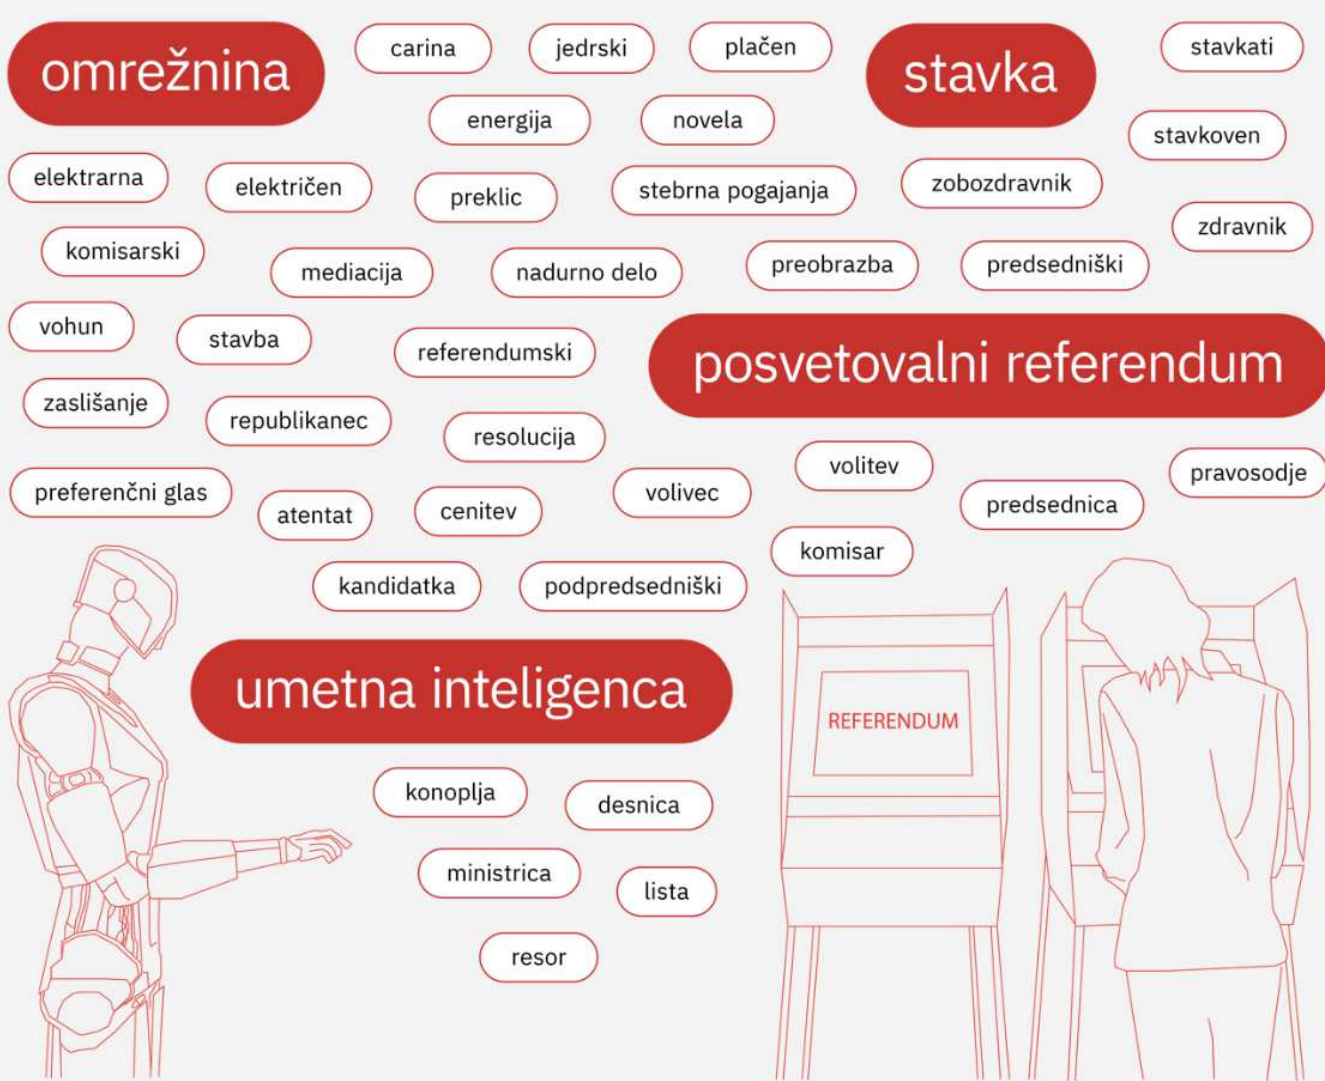 omrežnina
carina
jedrski
plačen
stavka
stavkati
energija
novela
stavkoven
elektrarna
električen
preklic
stebrna pogajanja
zobozdravnik
zdravnik
komisarski
mediacija
nadurno delo
preobrazba
predsedniški
vohun
stavba
referendumski
posvetovalni referendum
zaslišanje
republikanec
resolucija
volitev
pravosodje
preferenčni glas
atentat
cenitev
volivec
predsednica
komisar
kandidatka
podpredsedniški
umetna inteligenca
REFERENDUM
konoplja
desnica
ministrica
lista
resor